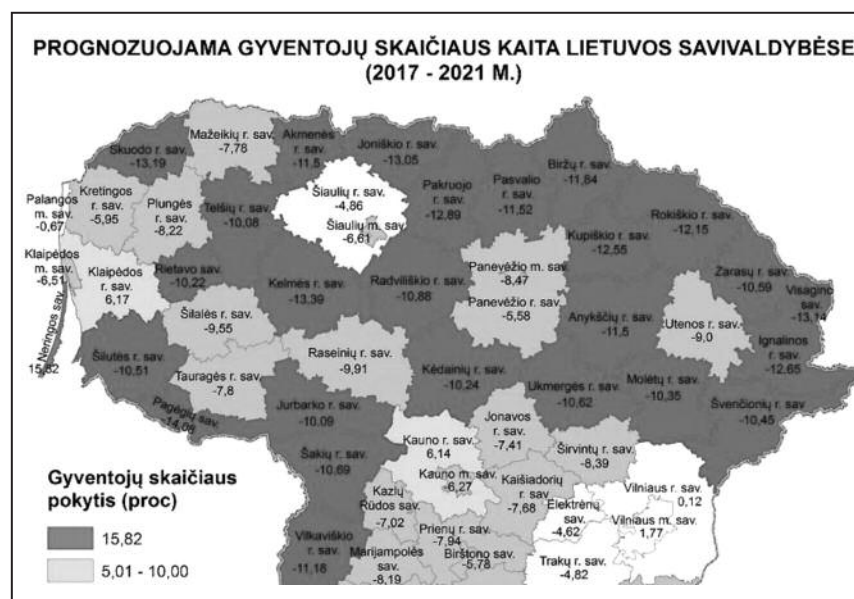 PROGNOZUOJAMA GYVENTOJŲ SKAIČIAUS KAITA LIETUVOS SAVIVALDYBĖSE
(2017 - 2021 M.)
Mažeikių r. sav.
-7,78
Akmenės
r. sav.
-11,5
Joniškio r. sav.
-13,05
Skuodo r. sav.
-13,19
Biržų r. sav.
-11,84
Pasvalio
r. sav.
-11,52
Pakruojo
r. sav.
-12,89
Šiaulių r. sav.
-4,86
Šiaulių m. sav.
-6,61
Kretingos
r. sav.
-5,95
Palangos
m. sav.
-0,67
Plungės
r. sav.
-8,22
Telšių r. sav.
-10,08
Rokiškio r. sav.
-12,15
Kupiškio r. sav.
-12,55
Klaipėdos
m. sav.
-6,51
Klaipėdos
r. sav.
6,17
Rietavo sav.
-10,22
Kelmės r. sav.
-13,39
Radviliškio r. sav.
-10,88
Panevėžio m. sav.
-8,47
Panevėžio r. sav.
-5,58
Zarasų r. sav.
-10,59
Visagino
sav.
-13,14
Anykščių r. sav.
-11,5
Utenos r. sav.
-9,0
Ignalinos
r. sav.
-12,65
Neringos sav.
15,82
Šilalės r. sav.
-9,55
Šilutės r. sav.
-10,51
Raseinių r. sav.
-9,91
Tauragės r. sav.
-7,8
Kėdainių r. sav.
-10,24
Ukmergės r. sav.
-10,62
Molėtų r. sav.
-10,35
Švenčionių r. sav.
-10,45
Pagėgių sav.
-14,08
Jurbarko r. sav.
-10,09
Jonavos
r. sav.
-7,41
Širvintų r. sav.
-8,39
Kauno r. sav.
6,14
Kauno m. sav.
-6,27
Šakių r. sav.
-10,69
Kaišiadorių
r. sav
-7,68
Vilniaus r. sav.
0,12
Vilniaus m. sav.
1,77
Elektrėnų
sav.
-4,62
Kazlų
Rūdos sav.
-7,02
Prienų r. sav.
-7,94
Birštono sav.
-5,78
Trakų r. sav.
-4,82
Vilkaviškio
r. sav.
-11,18
Marijampolės
sav.
-8,19
Gyventojų skaičiaus
pokytis (proc)
15,82
5,01 - 10,00